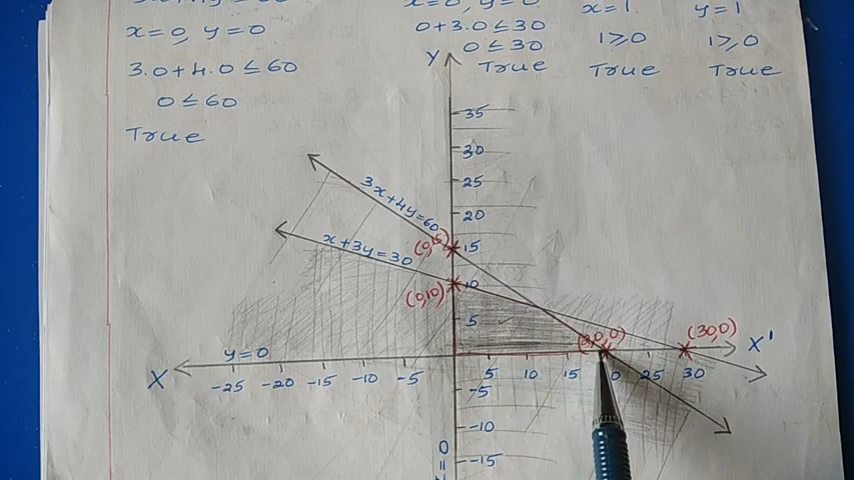 x=0, y=0
3.0+4.0≤60
0≤60
True
x=0, y=0
0+3.0≤30
0≤30
True
x=1
1≥0
True
y=1
1≥0
True
Y
35
30
25
20
15
10
5
3x+4y=60
x+3y=30
(0,15)
(0,10)
(30,0)
X'
y=0
X
-25 -20 -15 -10 -5 5 10 15 25 30
-5
-10
-15